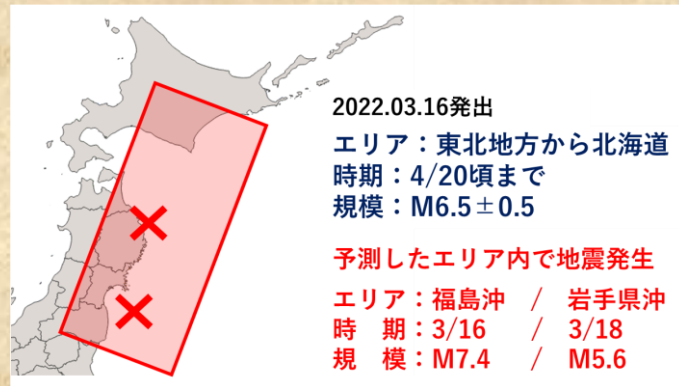 2022.03.16発出
エリア：東北地方から北海道
時期：4/20頃まで
規模：M6.5±0.5
予測したエリア内で地震発生
エリア：福島沖 / 岩手県沖
時 期：3/16 / 3/18
規 模：M7.4 / M5.6